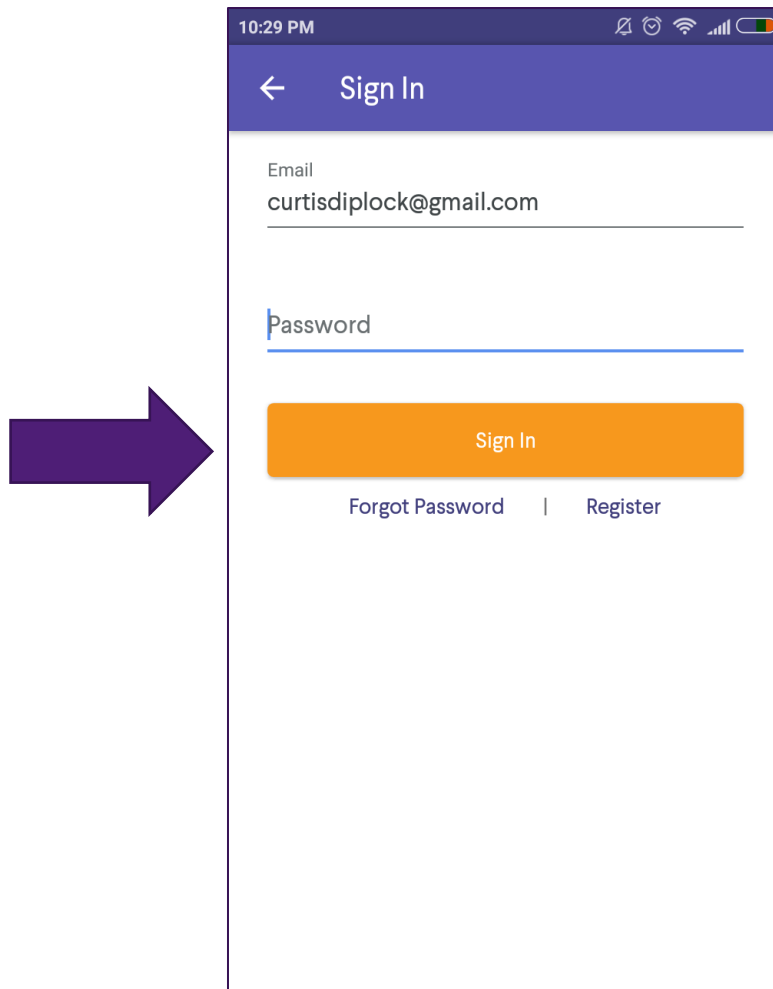 10:29 PM
Sign In
Email
curtisdiplock@gmail.com
Password
Sign In
Forgot Password | Register